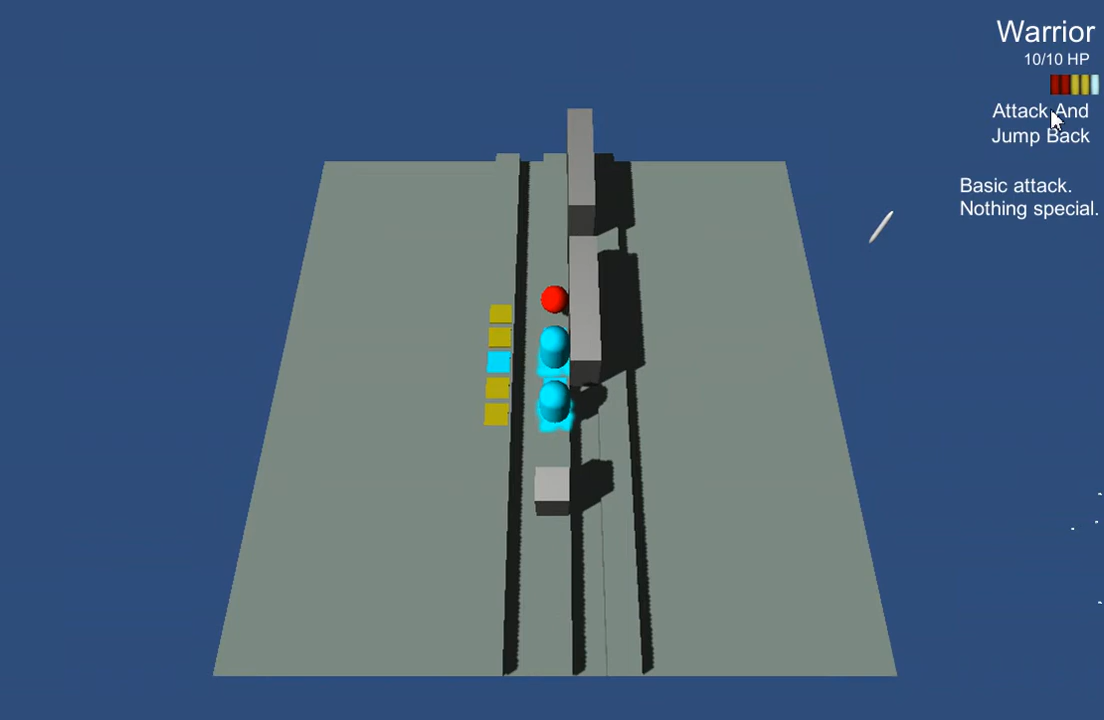 Warrior
10/10 HP
Attack And
Jump Back
Basic attack.
Nothing special.